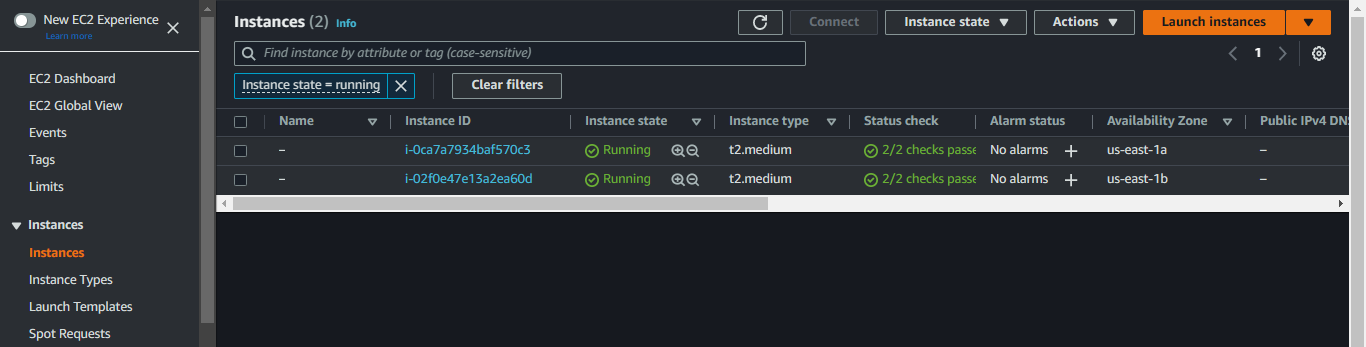 New EC2 Experience
Learn more
EC2 Dashboard
EC2 Global View
Events
Tags
Limits
Instances
Instances
Instance Types
Launch Templates
Spot Requests
Instances (2) Info
Connect
Instance state
Actions
Launch instances
Find instance by attribute or tag (case-sensitive)
1
Instance state = running
Clear filters
Name Instance ID Instance state Instance type Status check Alarm status Availability Zone Public IPv4 DNS
– i-0ca7a7934baf570c3 Running t2.medium 2/2 checks passe No alarms + us-east-1a –
– i-02f0e47e13a2ea60d Running t2.medium 2/2 checks passe No alarms + us-east-1b –